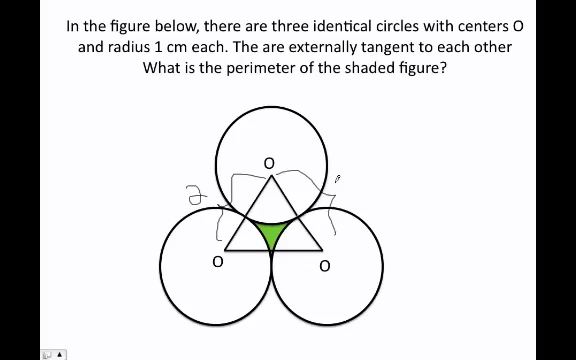 In the figure below, there are three identical circles with centers O
and radius 1 cm each. The are externally tangent to each other
What is the perimeter of the shaded figure?
O
2
O
O